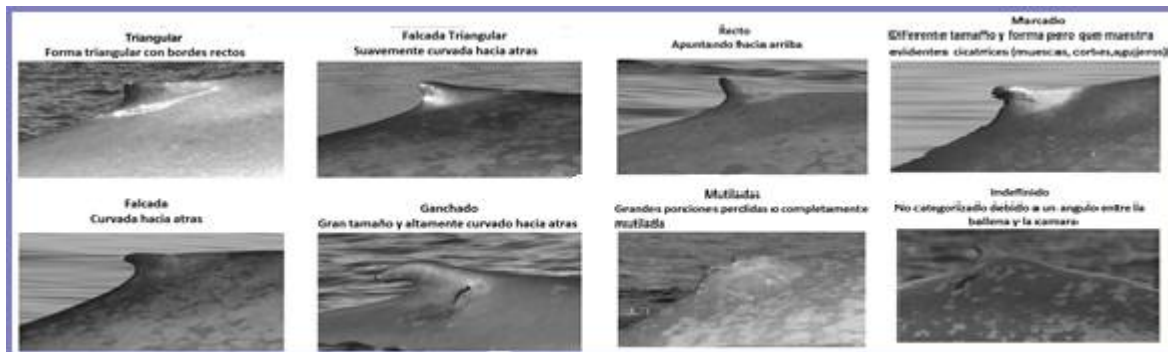 Triangular
Forma triangular con bordes rectos
Falcada Triangular
Suavemente curvada hacia atras
Recto
Apuntando hacia arriba
Marcadio
Diferente tamaño y forma pero que muestra
evidentes cicatrices (muescas, cortes, agujeros)
Falcada
Curvada hacia atras
Ganchado
Gran tamaño y altamente curvado hacia atras
Mutiladas
Grandes porciones perdidas o completamente
mutilada
Indefinido
No categorizado debido a un angulo entre la
ballena y la camara